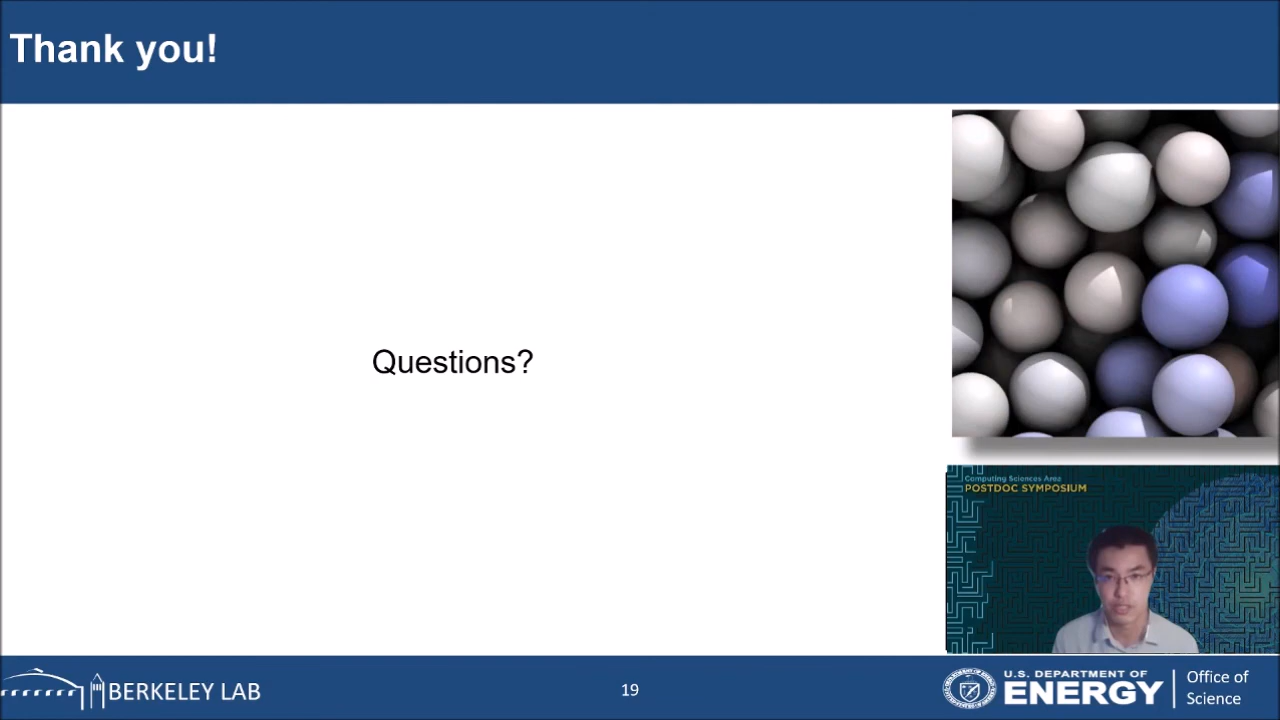 Thank you!
Questions?
Computing Sciences Area
POSTDOC SYMPOSIUM
BERKELEY LAB
19
U.S. DEPARTMENT OF
ENERGY
Office of
Science